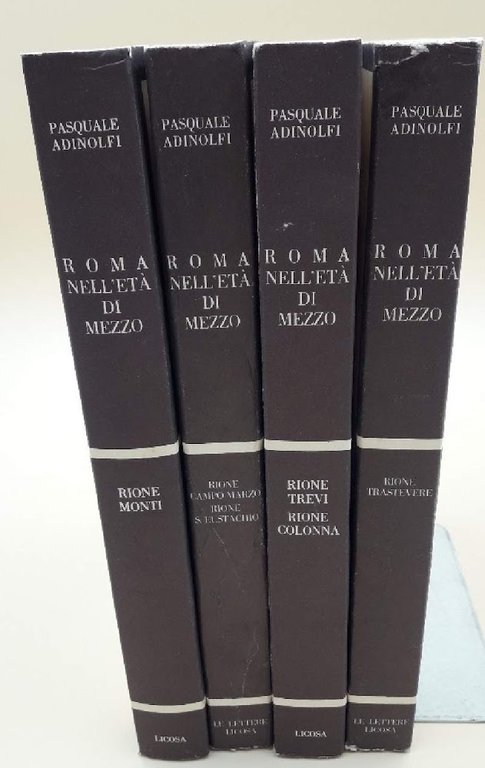 PASQUALE
ADINOLFI
ROMA
NELL'ETÀ
DI
MEZZO
RIONE
MONTI
LICOSA
PASQUALE
ADINOLFI
ROMA
NELL'ETÀ
DI
MEZZO
RIONE
CAMPO MARZO
RIONE
S. EUSTACHIO
LE LETTERE
LICOSA
PASQUALE
ADINOLFI
ROMA
NELL'ETÀ
DI
MEZZO
RIONE
TREVI
RIONE
COLONNA
LICOSA
PASQUALE
ADINOLFI
ROMA
NELL'ETÀ
DI
MEZZO
RIONE
TRASTEVERE
LE LETTERE
LICOSA